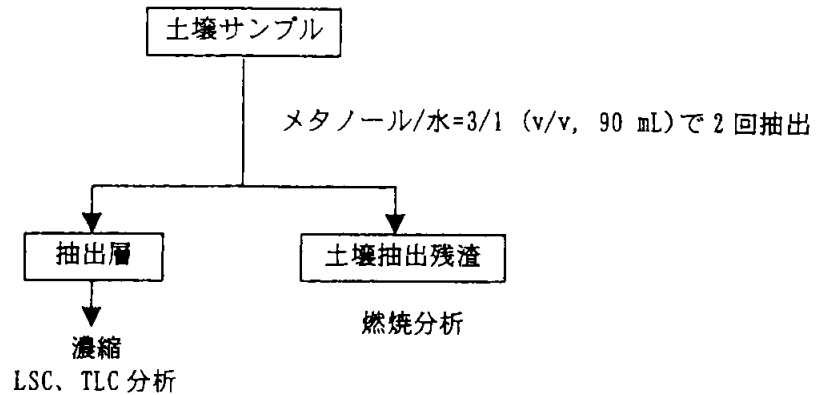 土壌サンプル
メタノール/水=3/1 (v/v, 90 mL)で2回抽出
抽出層
土壌抽出残渣
濃縮
燃焼分析
LSC、TLC分析